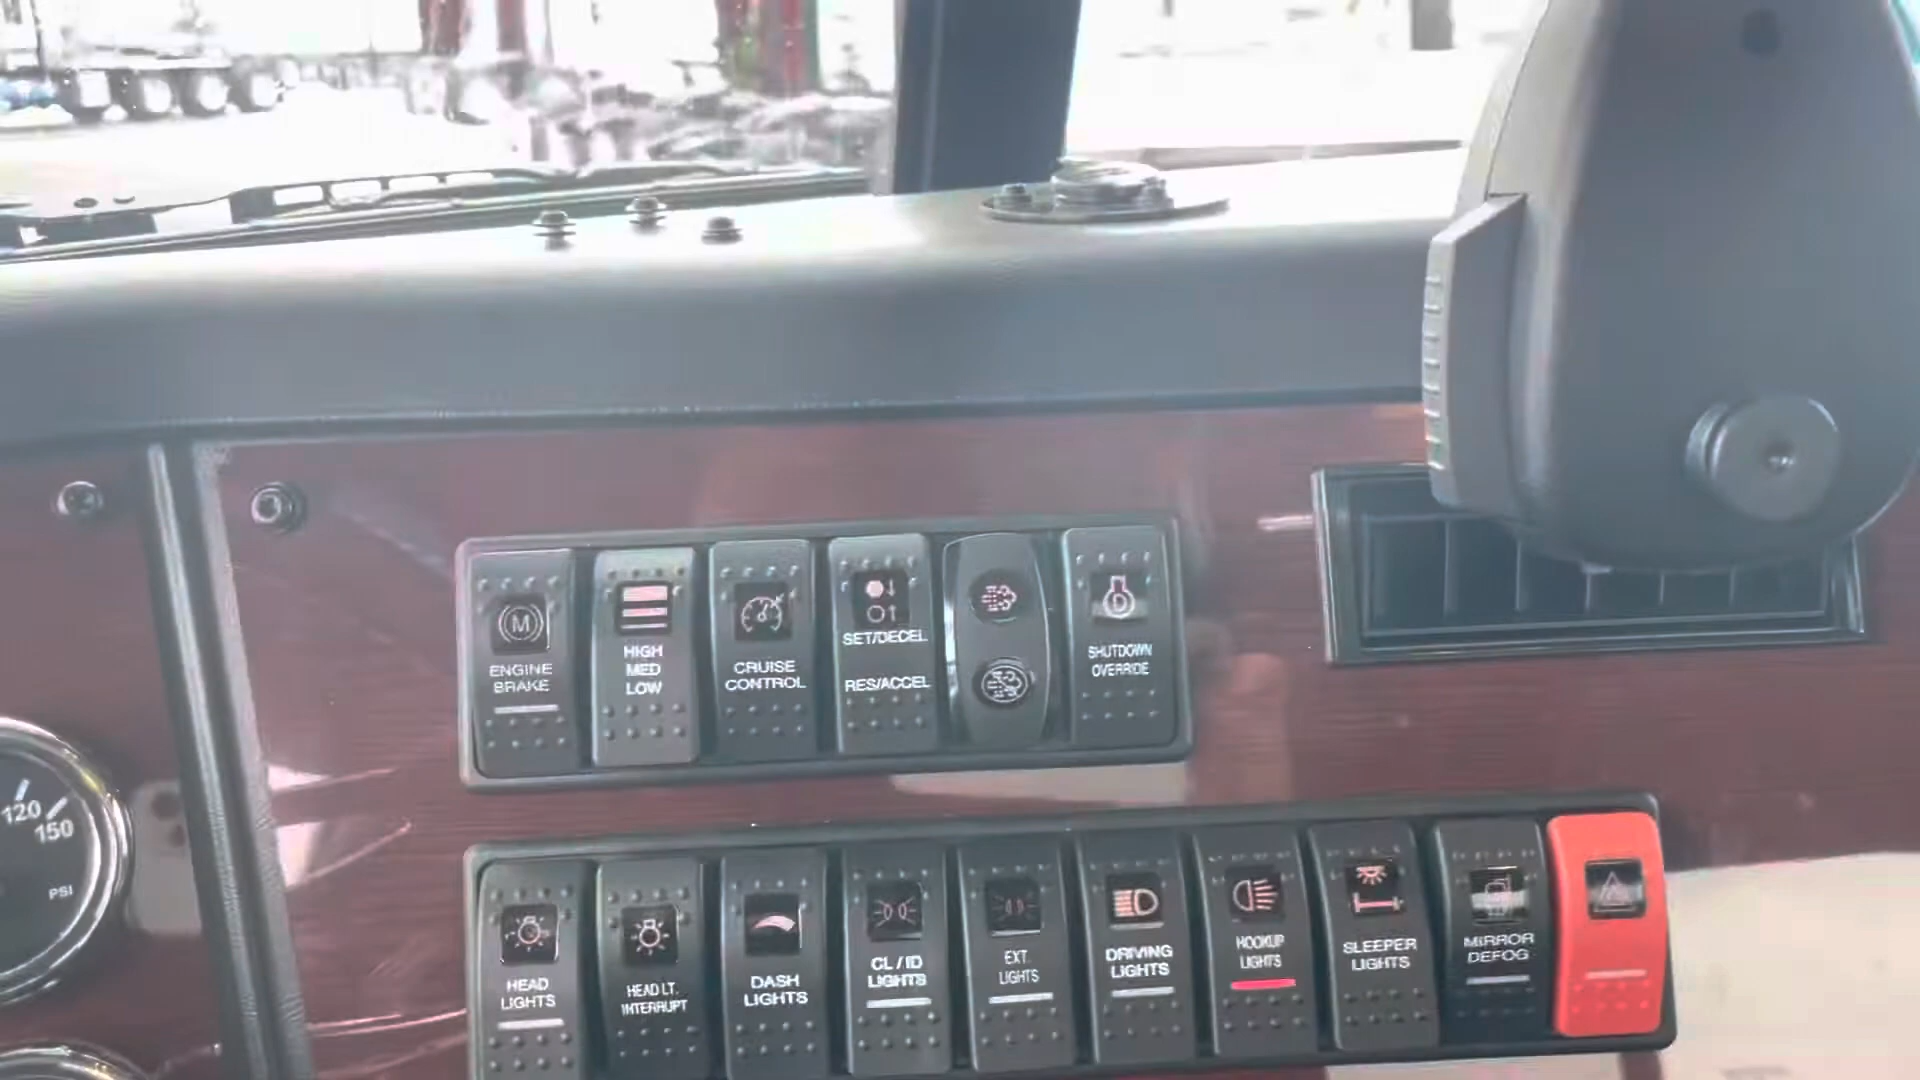 M
ENGINE
BRAKE
HIGH
MED
LOW
CRUISE
CONTROL
SET/DECEL
RES/ACCEL
D
SHUTDOWN
OVERRIDE
120
150
PSI
HEAD
LIGHTS
HEAD LT.
INTERRUPT
DASH
LIGHTS
CL / ID
LIGHTS
EXT.
LIGHTS
DRIVING
LIGHTS
HOOKUP
LIGHTS
SLEEPER
LIGHTS
MIRROR
DEFOG